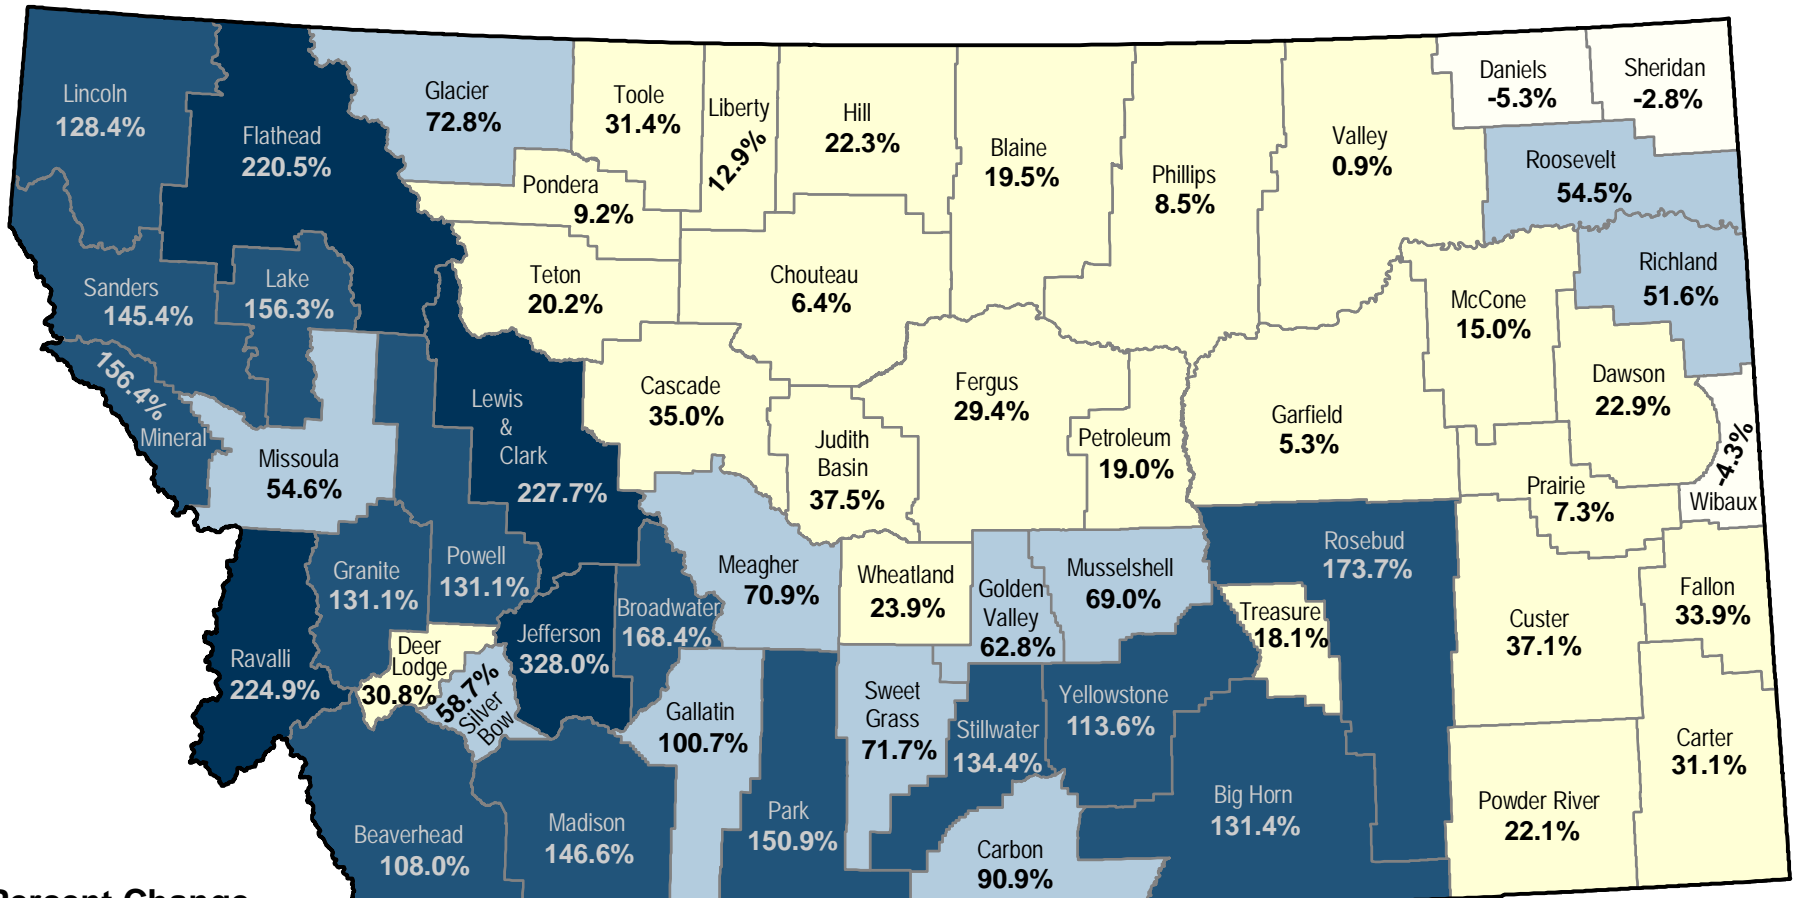 Lincoln
128.4%
Flathead
220.5%
Glacier
72.8%
Toole
31.4%
Liberty
12.9%
Hill
22.3%
Blaine
19.5%
Phillips
8.5%
Valley
0.9%
Daniels
-5.3%
Sheridan
-2.8%
Roosevelt
54.5%
Pondera
9.2%
Sanders
145.4%
Lake
156.3%
Teton
20.2%
Chouteau
6.4%
McCone
15.0%
Richland
51.6%
156.4%
Mineral
Missoula
54.6%
Lewis
&
Clark
227.7%
Cascade
35.0%
Judith
Basin
37.5%
Fergus
29.4%
Petroleum
19.0%
Garfield
5.3%
Dawson
22.9%
-4.3%
Wibaux
Prairie
7.3%
Granite
131.1%
Powell
131.1%
Meagher
70.9%
Wheatland
23.9%
Golden
Valley
62.8%
Musselshell
69.0%
Rosebud
173.7%
Treasure
18.1%
Custer
37.1%
Fallon
33.9%
Ravalli
224.9%
Deer
Lodge
30.8%
58.7%
Silver
Bow
Jefferson
328.0%
Broadwater
168.4%
Gallatin
100.7%
Sweet
Grass
71.7%
Stillwater
134.4%
Yellowstone
113.6%
Carter
31.1%
Beaverhead
108.0%
Madison
146.6%
Park
150.9%
Carbon
90.9%
Big Horn
131.4%
Powder River
22.1%
Percent Change